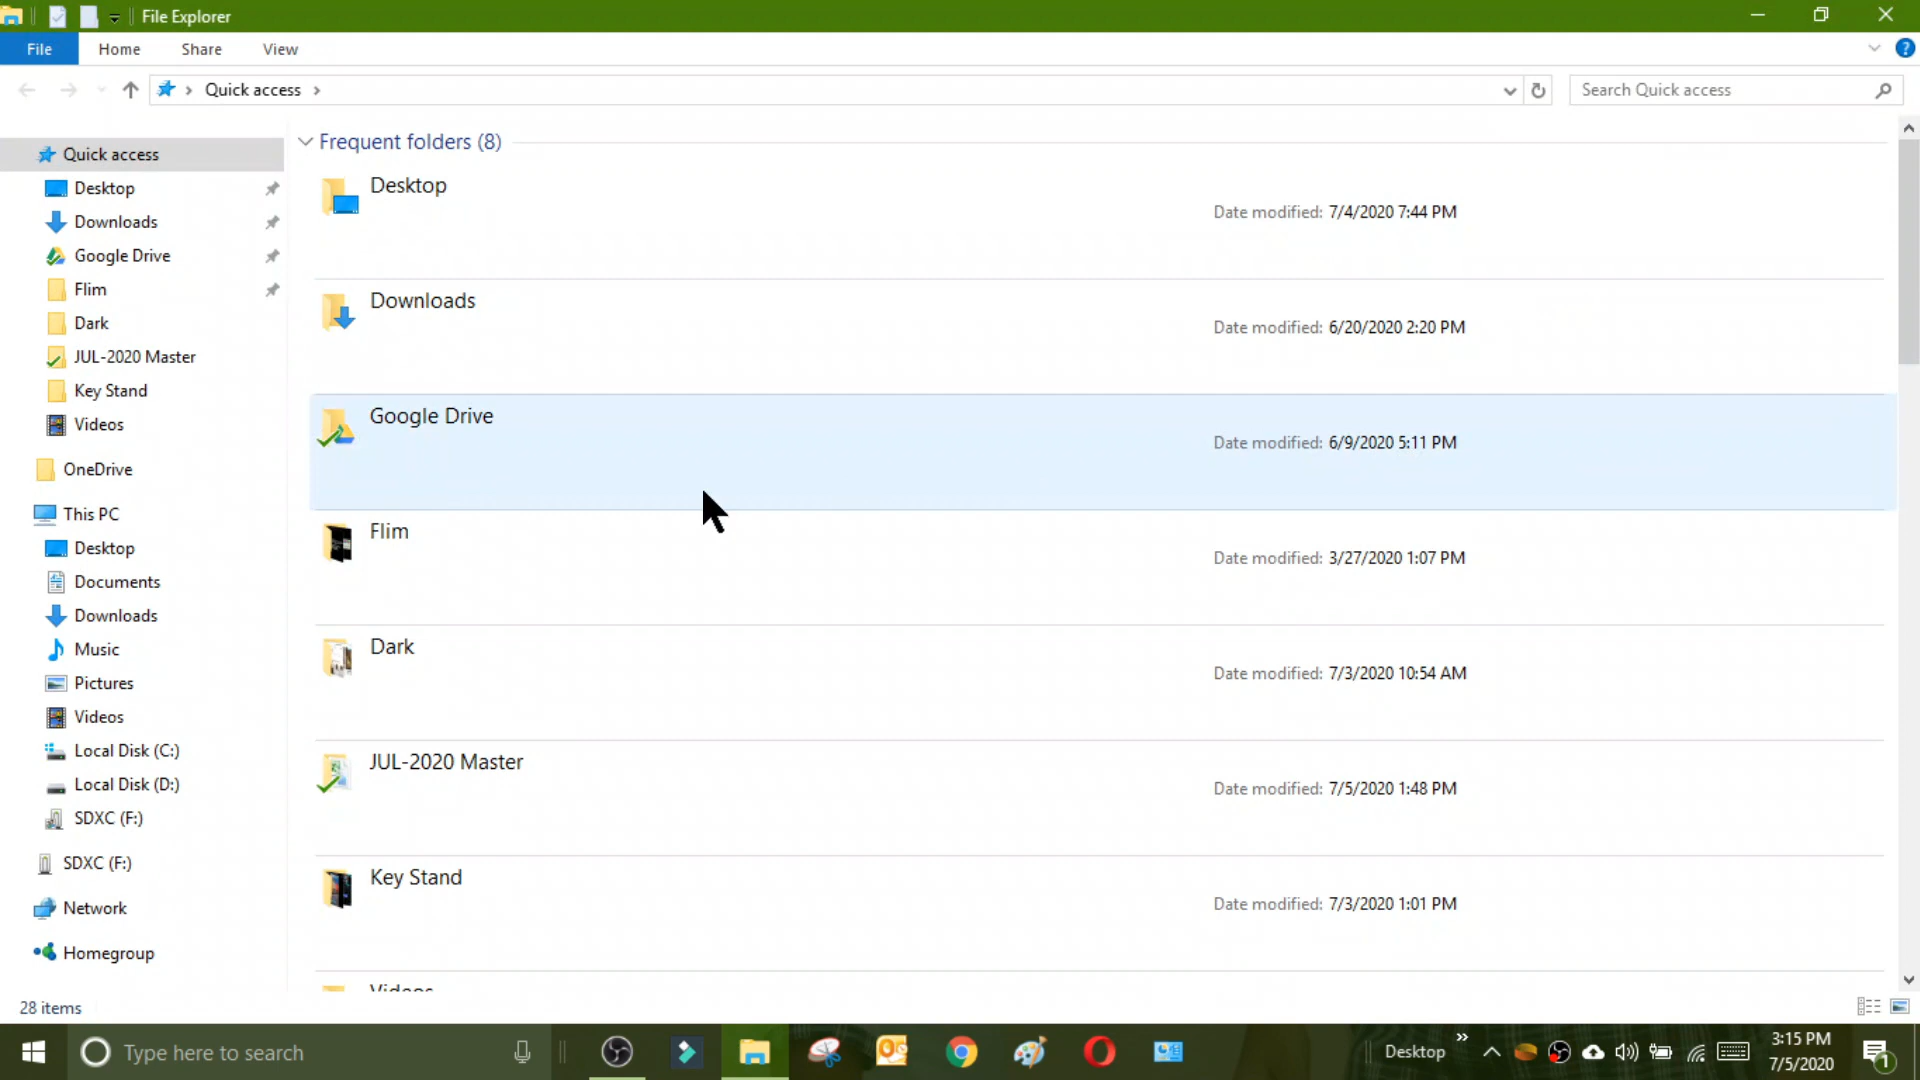 File Explorer
File Home Share View ?
Quick access
Search Quick access
Quick access
Desktop
Downloads
Google Drive
Flim
Dark
JUL-2020 Master
Key Stand
Videos
OneDrive
This PC
Desktop
Documents
Downloads
Music
Pictures
Videos
Local Disk (C:)
Local Disk (D:)
SDXC (F:)
SDXC (F:)
Network
Homegroup
Frequent folders (8)
Desktop
Date modified: 7/4/2020 7:44 PM
Downloads
Date modified: 6/20/2020 2:20 PM
Google Drive
Date modified: 6/9/2020 5:11 PM
Flim
Date modified: 3/27/2020 1:07 PM
Dark
Date modified: 7/3/2020 10:54 AM
JUL-2020 Master
Date modified: 7/5/2020 1:48 PM
Key Stand
Date modified: 7/3/2020 1:01 PM
Videos
28 items
Type here to search
Desktop
3:15 PM
7/5/2020
1